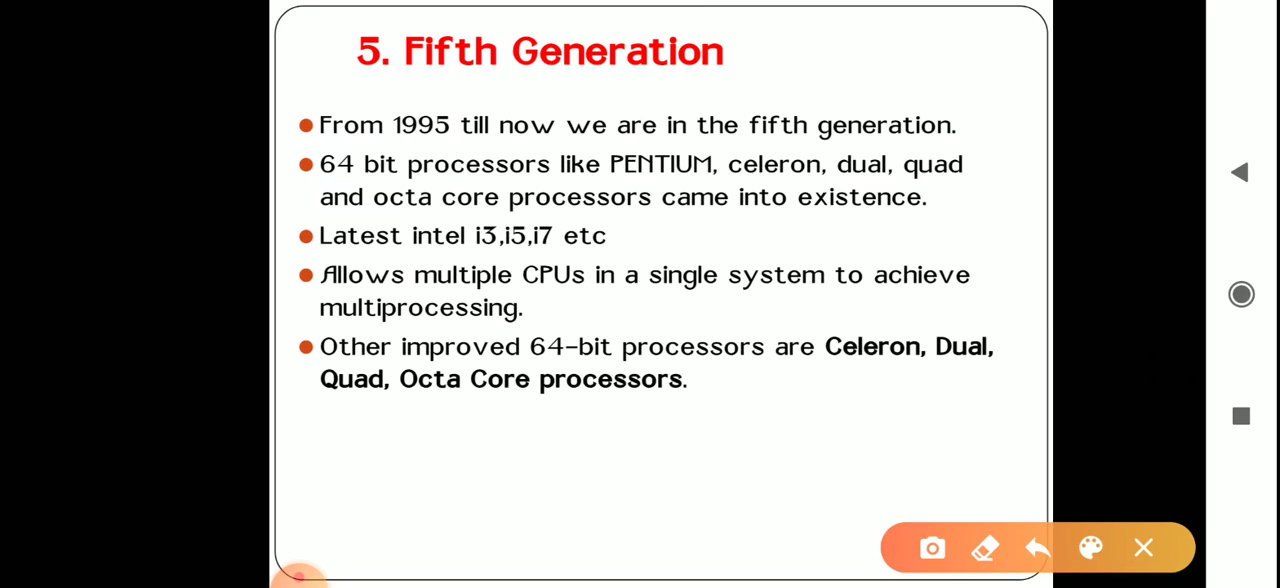 5. Fifth Generation
From 1995 till now we are in the fifth generation.
64 bit processors like PENTIUM, celeron, dual, quad
and octa core processors came into existence.
Latest intel i3,i5,i7 etc
Allows multiple CPUs in a single system to achieve
multiprocessing.
Other improved 64-bit processors are Celeron, Dual,
Quad, Octa Core processors.